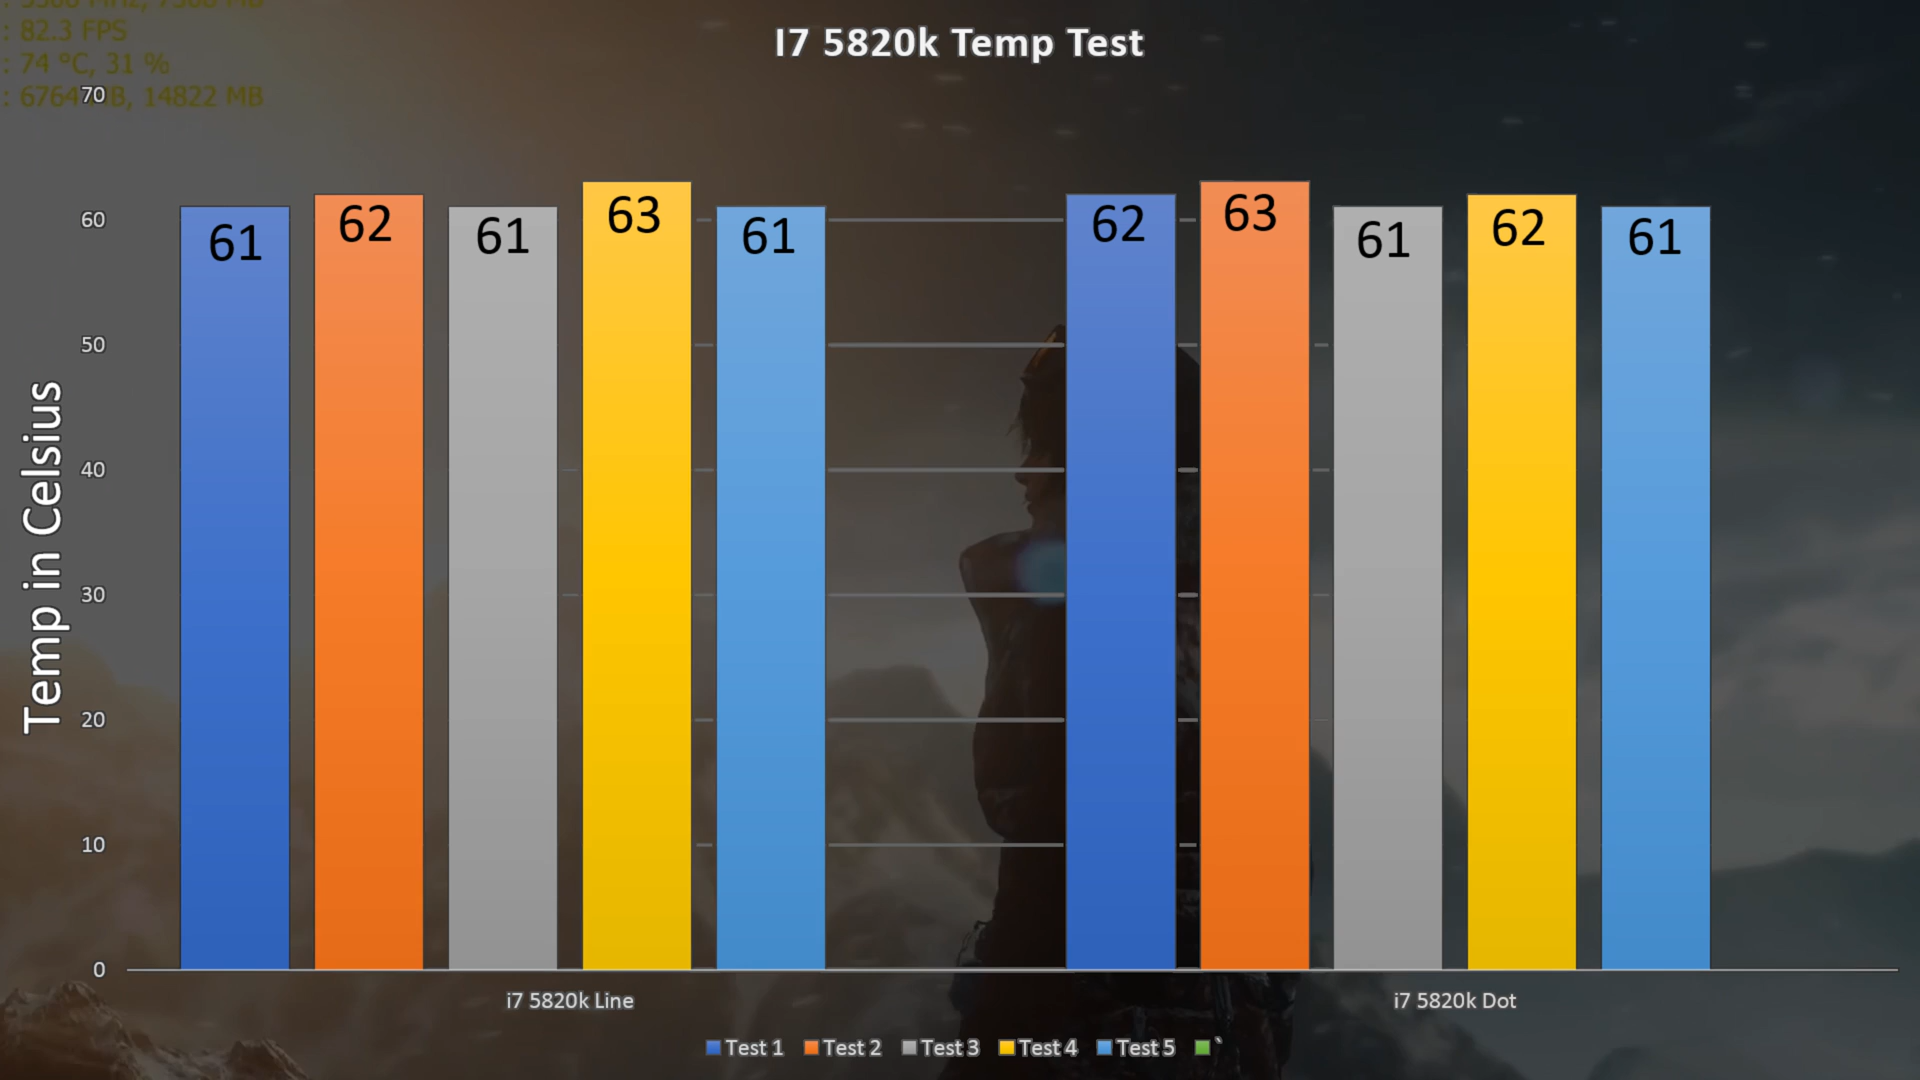 I7 5820k Temp Test
: 82.3 FPS
: 74 °C, 31 %
14822 MB
70
60
50
40
30
20
10
0
Temp in Celsius
61 62 61 63 61 62 63 61 62 61
i7 5820k Line i7 5820k Dot
Test 1 Test 2 Test 3 Test 4 Test 5 `